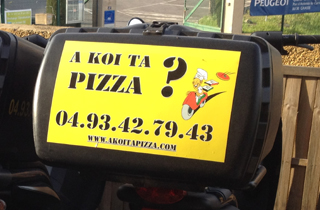 PEUGEOT
A KOI TA
PIZZA ?
04.93.42.79.43
WWW.AKOITAPIZZA.COM